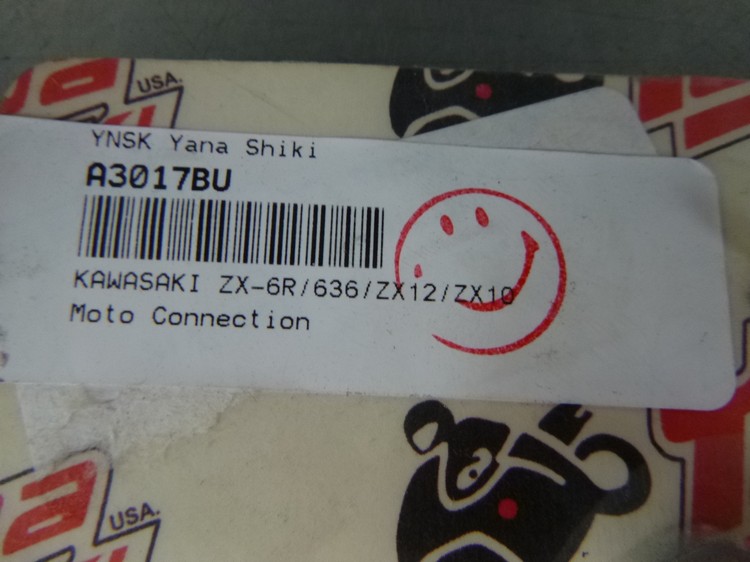 USA.
YNSK Yana Shiki
A3017BU
KAWASAKI ZX-6R/636/ZX12/ZX10
Moto Connection
USA.